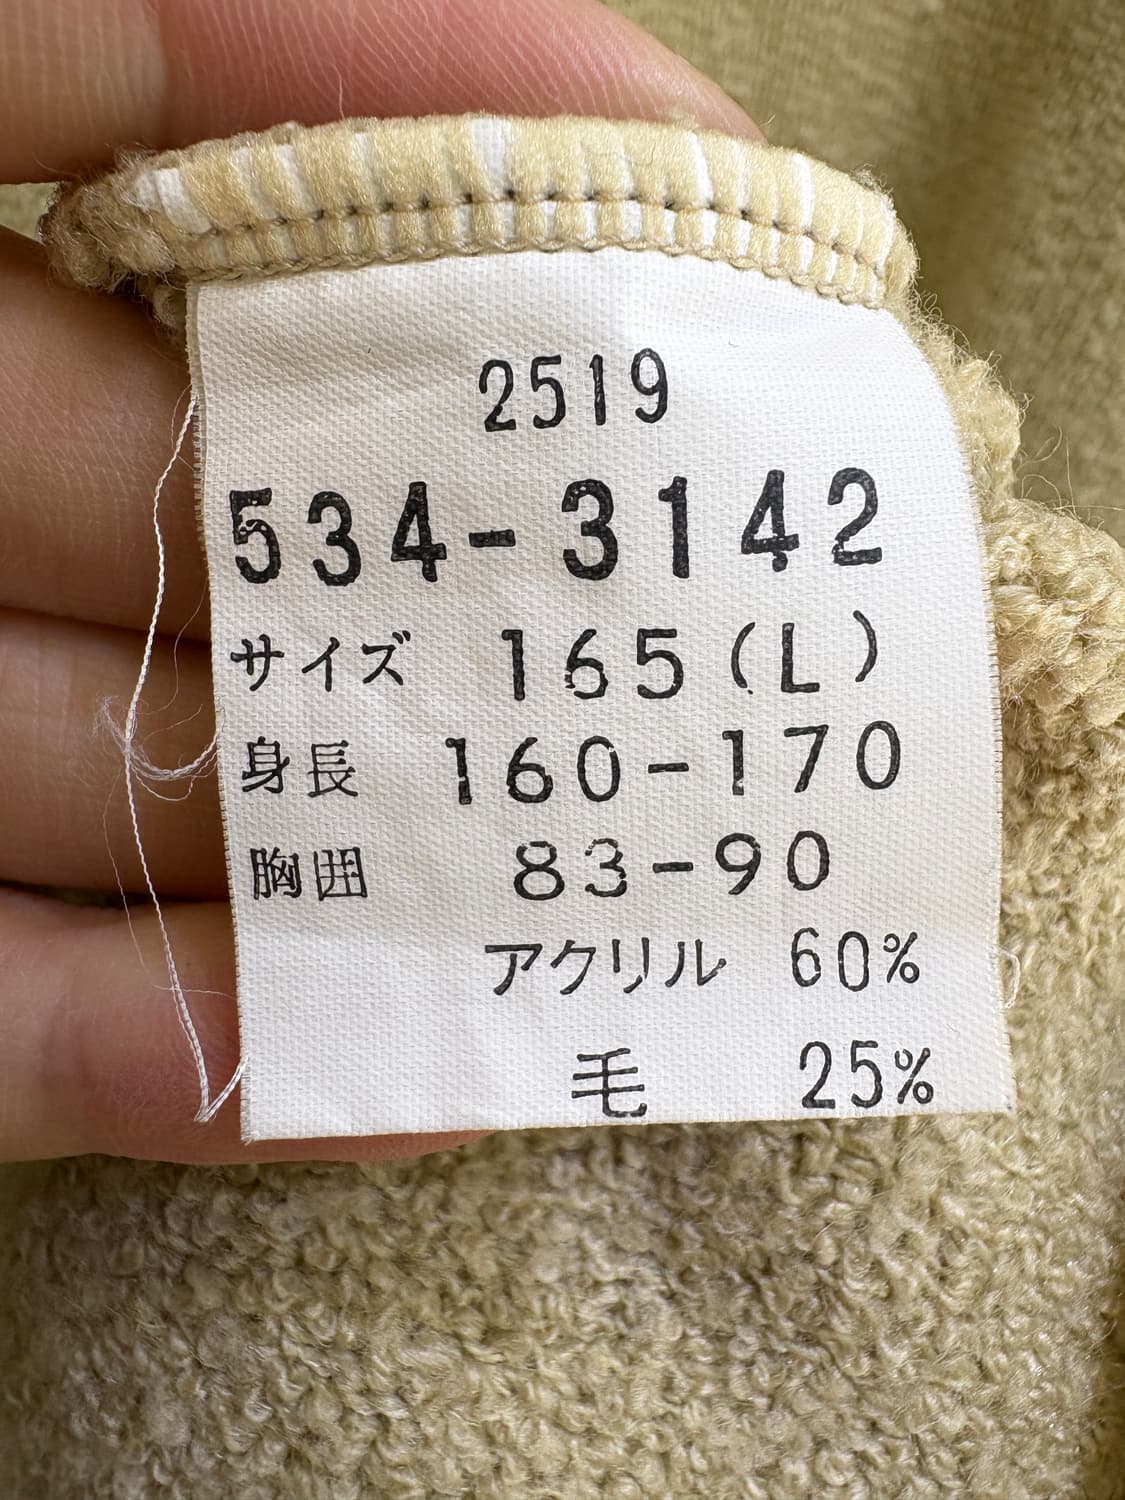 2519
534-3142
サイズ 165(L)
身長 160-170
胸囲 83-90
アクリル 60%
毛 25%